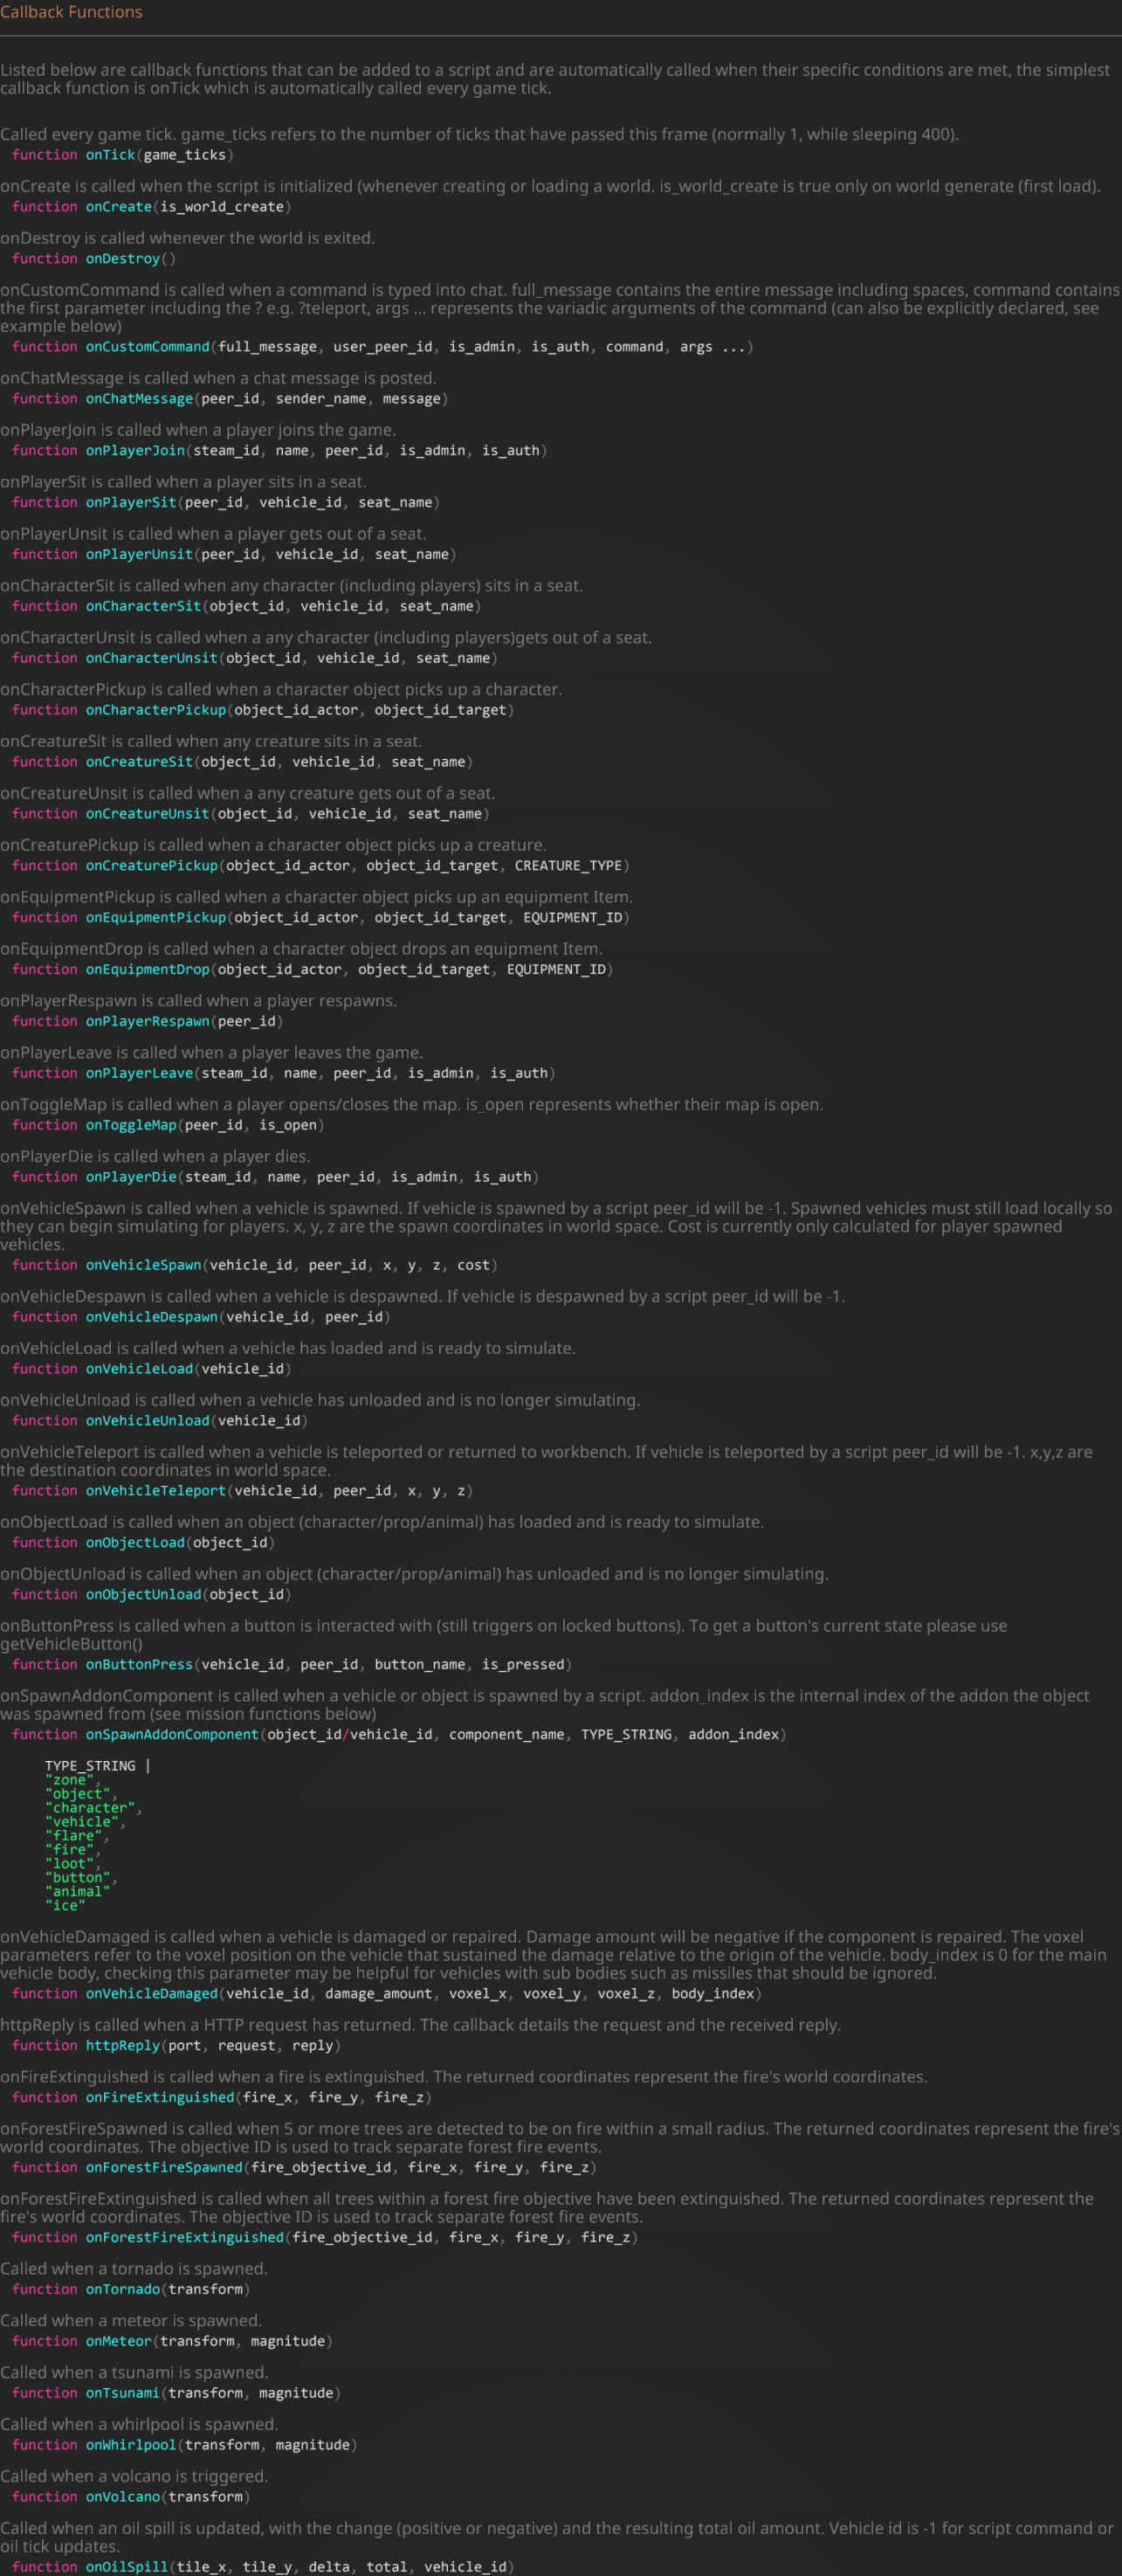 Callback Functions
Listed below are callback functions that can be added to a script and are automatically called when their specific conditions are met, the simplest
callback function is onTick which is automatically called every game tick.
Called every game tick. game_ticks refers to the number of ticks that have passed this frame (normally 1, while sleeping 400).
function onTick(game_ticks)
onCreate is called when the script is initialized (whenever creating or loading a world. is_world_create is true only on world generate (first load).
function onCreate(is_world_create)
onDestroy is called whenever the world is exited.
function onDestroy()
onCustomCommand is called when a command is typed into chat. full_message contains the entire message including spaces, command contains
the first parameter including the ? e.g. ?teleport, args ... represents the variadic arguments of the command (can also be explicitly declared, see
example below)
function onCustomCommand(full_message, user_peer_id, is_admin, is_auth, command, args ...)
onChatMessage is called when a chat message is posted.
function onChatMessage(peer_id, sender_name, message)
onPlayerJoin is called when a player joins the game.
function onPlayerJoin(steam_id, name, peer_id, is_admin, is_auth)
onPlayerSit is called when a player sits in a seat.
function onPlayerSit(peer_id, vehicle_id, seat_name)
onPlayerUnsit is called when a player gets out of a seat.
function onPlayerUnsit(peer_id, vehicle_id, seat_name)
onCharacterSit is called when any character (including players) sits in a seat.
function onCharacterSit(object_id, vehicle_id, seat_name)
onCharacterUnsit is called when a any character (including players)gets out of a seat.
function onCharacterUnsit(object_id, vehicle_id, seat_name)
onCharacterPickup is called when a character object picks up a character.
function onCharacterPickup(object_id_actor, object_id_target)
onCreatureSit is called when any creature sits in a seat.
function onCreatureSit(object_id, vehicle_id, seat_name)
onCreatureUnsit is called when a any creature gets out of a seat.
function onCreatureUnsit(object_id, vehicle_id, seat_name)
onCreaturePickup is called when a character object picks up a creature.
function onCreaturePickup(object_id_actor, object_id_target, CREATURE_TYPE)
onEquipmentPickup is called when a character object picks up an equipment Item.
function onEquipmentPickup(object_id_actor, object_id_target, EQUIPMENT_ID)
onEquipmentDrop is called when a character object drops an equipment Item.
function onEquipmentDrop(object_id_actor, object_id_target, EQUIPMENT_ID)
onPlayerRespawn is called when a player respawns.
function onPlayerRespawn(peer_id)
onPlayerLeave is called when a player leaves the game.
function onPlayerLeave(steam_id, name, peer_id, is_admin, is_auth)
onToggleMap is called when a player opens/closes the map. is_open represents whether their map is open.
function onToggleMap(peer_id, is_open)
onPlayerDie is called when a player dies.
function onPlayerDie(steam_id, name, peer_id, is_admin, is_auth)
onVehicleSpawn is called when a vehicle is spawned. If vehicle is spawned by a script peer_id will be -1. Spawned vehicles must still load locally so
they can begin simulating for players. x, y, z are the spawn coordinates in world space. Cost is currently only calculated for player spawned
vehicles.
function onVehicleSpawn(vehicle_id, peer_id, x, y, z, cost)
onVehicleDespawn is called when a vehicle is despawned. If vehicle is despawned by a script peer_id will be -1.
function onVehicleDespawn(vehicle_id, peer_id)
onVehicleLoad is called when a vehicle has loaded and is ready to simulate.
function onVehicleLoad(vehicle_id)
onVehicleUnload is called when a vehicle has unloaded and is no longer simulating.
function onVehicleUnload(vehicle_id)
onVehicleTeleport is called when a vehicle is teleported or returned to workbench. If vehicle is teleported by a script peer_id will be -1. x,y,z are
the destination coordinates in world space.
function onVehicleTeleport(vehicle_id, peer_id, x, y, z)
onObjectLoad is called when an object (character/prop/animal) has loaded and is ready to simulate.
function onObjectLoad(object_id)
onObjectUnload is called when an object (character/prop/animal) has unloaded and is no longer simulating.
function onObjectUnload(object_id)
onButtonPress is called when a button is interacted with (still triggers on locked buttons). To get a button's current state please use
getVehicleButton()
function onButtonPress(vehicle_id, peer_id, button_name, is_pressed)
onSpawnAddonComponent is called when a vehicle or object is spawned by a script. addon_index is the internal index of the addon the object
was spawned from (see mission functions below)
function onSpawnAddonComponent(object_id/vehicle_id, component_name, TYPE_STRING, addon_index)
TYPE_STRING |
"zone",
"object",
"character",
"vehicle",
"flare",
"fire",
"loot",
"button",
"animal"
"ice"
onVehicleDamaged is called when a vehicle is damaged or repaired. Damage amount will be negative if the component is repaired. The voxel
parameters refer to the voxel position on the vehicle that sustained the damage relative to the origin of the vehicle. body_index is 0 for the main
vehicle body, checking this parameter may be helpful for vehicles with sub bodies such as missiles that should be ignored.
function onVehicleDamaged(vehicle_id, damage_amount, voxel_x, voxel_y, voxel_z, body_index)
httpReply is called when a HTTP request has returned. The callback details the request and the received reply.
function httpReply(port, request, reply)
onFireExtinguished is called when a fire is extinguished. The returned coordinates represent the fire's world coordinates.
function onFireExtinguished(fire_x, fire_y, fire_z)
onForestFireSpawned is called when 5 or more trees are detected to be on fire within a small radius. The returned coordinates represent the fire's
world coordinates. The objective ID is used to track separate forest fire events.
function onForestFireSpawned(fire_objective_id, fire_x, fire_y, fire_z)
onForestFireExtinguished is called when all trees within a forest fire objective have been extinguished. The returned coordinates represent the
fire's world coordinates. The objective ID is used to track separate forest fire events.
function onForestFireExtinguished(fire_objective_id, fire_x, fire_y, fire_z)
Called when a tornado is spawned.
function onTornado(transform)
Called when a meteor is spawned.
function onMeteor(transform, magnitude)
Called when a tsunami is spawned.
function onTsunami(transform, magnitude)
Called when a whirlpool is spawned.
function onWhirlpool(transform, magnitude)
Called when a volcano is triggered.
function onVolcano(transform)
Called when an oil spill is updated, with the change (positive or negative) and the resulting total oil amount. Vehicle id is -1 for script command or
oil tick updates.
function onOilSpill(tile_x, tile_y, delta, total, vehicle_id)